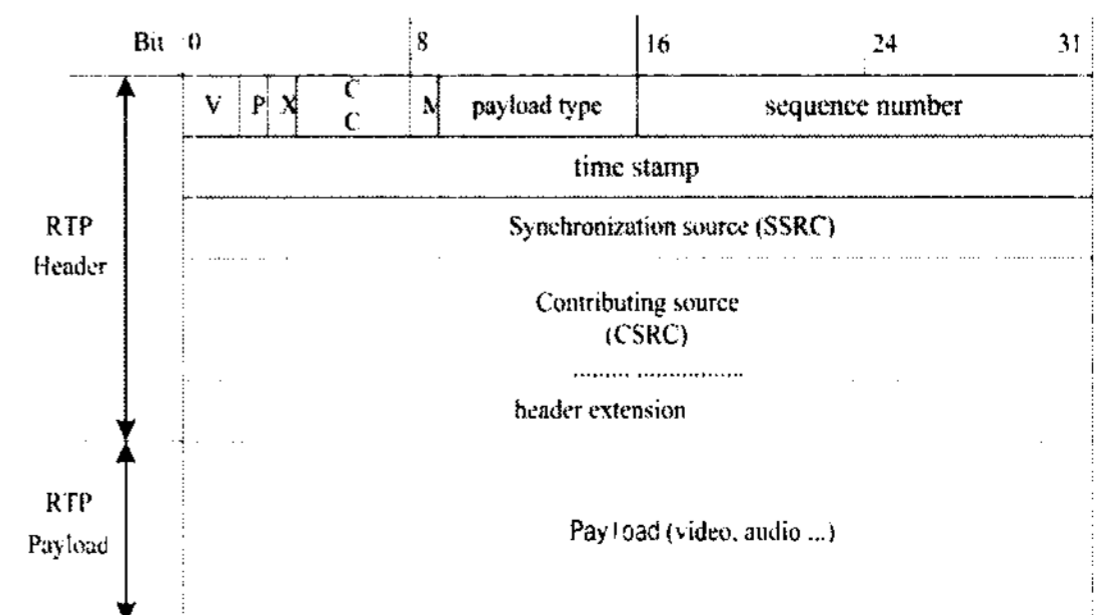 Bit 0 8 16 24 31
V P X C C M payload type sequence number
time stamp
RTP Header
Synchronization source (SSRC)
Contributing source
(CSRC)
header extension
RTP
Payload
Payload (video, audio ...)